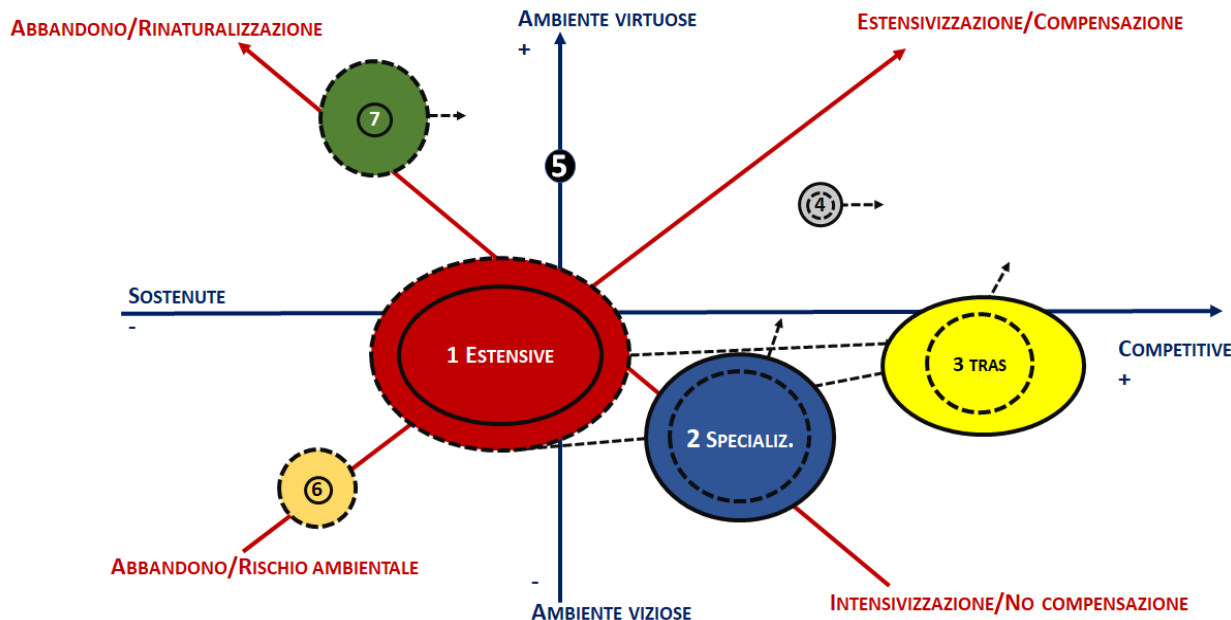 AMBIENTE VIRTUOSE
+
ABBANDONO/RINATURALIZZAZIONE
ESTENSIVIZZAZIONE/COMPENSAZIONE
7
5
4
SOSTENUTE
-
1 ESTENSIVE
COMPETITIVE
+
3 TRAS
2 SPECIALIZ.
6
ABBANDONO/RISCHIO AMBIENTALE
-
AMBIENTE VIZIOSE
INTENSIVIZZAZIONE/NO COMPENSAZIONE